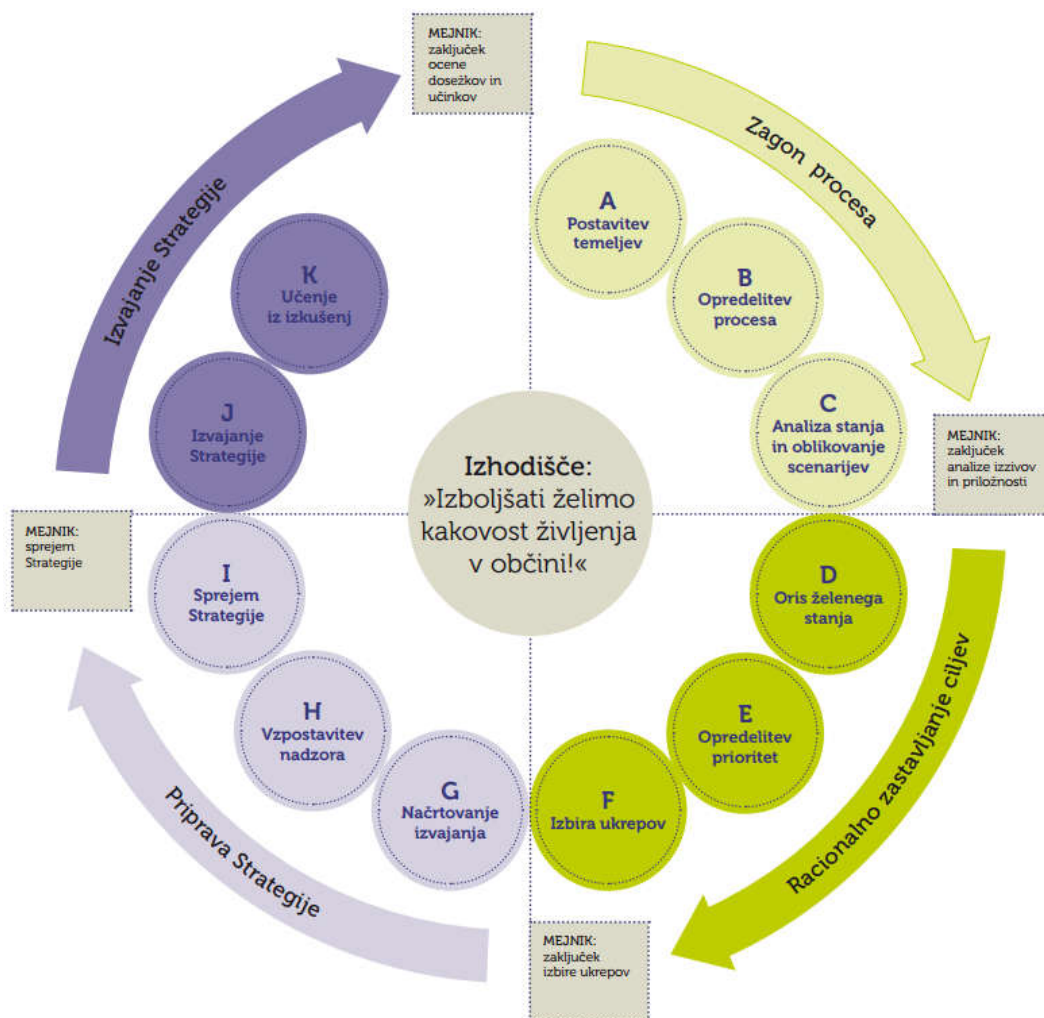 MEJNIK:
zaključek
ocene
dosežkov in
učinkov
Zagon procesa
A
Postavitev
temeljev
B
Opredelitev
procesa
C
Analiza stanja
in oblikovanje
scenarijev
MEJNIK:
zaključek
analize izzivov
in priložnosti
Izhodišče:
»Izboljšati želimo
kakovost življenja
v občini!«
D
Oris želenega
stanja
E
Opredelitev
prioritet
F
Izbira ukrepov
Racionalno zastavljanje ciljev
MEJNIK:
zaključek
izbire ukrepov
G
Načrtovanje
izvajanja
H
Vzpostavitev
nadzora
I
Sprejem
Strategije
Priprava Strategije
MEJNIK:
sprejem
Strategije
J
Izvajanje
Strategije
K
Učenje
iz izkušenj
Izvajanje Strategije